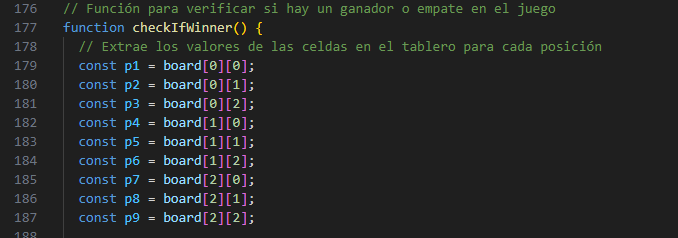 176 // Función para verificar si hay un ganador o empate en el juego
177 function checkIfWinner() {
178 // Extrae los valores de las celdas en el tablero para cada posición
179 const p1 = board[0][0];
180 const p2 = board[0][1];
181 const p3 = board[0][2];
182 const p4 = board[1][0];
183 const p5 = board[1][1];
184 const p6 = board[1][2];
185 const p7 = board[2][0];
186 const p8 = board[2][1];
187 const p9 = board[2][2];
188